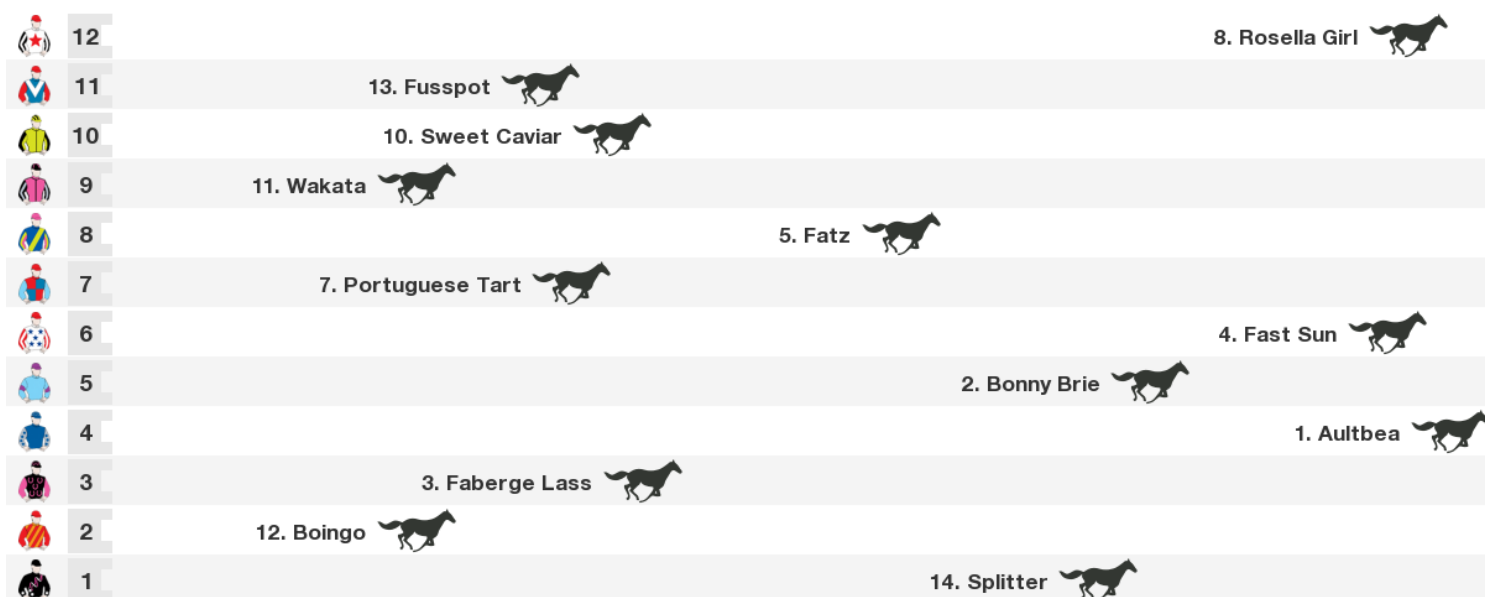 12 8. Rosella Girl
11 13. Fusspot
10 10. Sweet Caviar
9 11. Wakata
8 5. Fatz
7 7. Portuguese Tart
6 4. Fast Sun
5 2. Bonny Brie
4 1. Aultbea
3 3. Faberge Lass
2 12. Boingo
1 14. Splitter